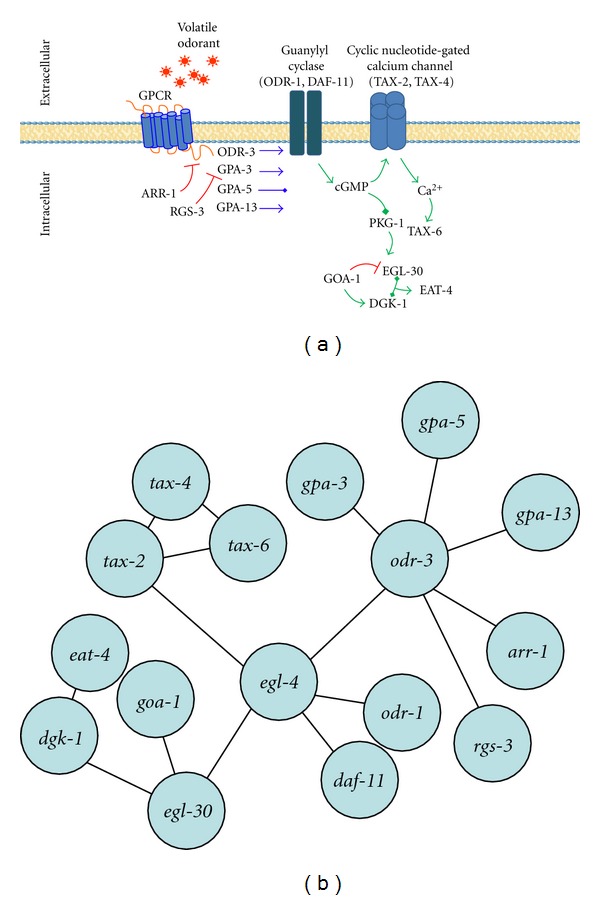 Volatile
odorant
Guanylyl
cyclase
(ODR-1, DAF-11)
Cyclic nucleotide-gated
calcium channel
(TAX-2, TAX-4)
Extracellular
GPCR
Intracellular
ODR-3
GPA-3
GPA-5
GPA-13
ARR-1
RGS-3
cGMP
Ca2+
PKG-1
TAX-6
GOA-1
EGL-30
EAT-4
DGK-1
( a )
gpa-5
tax-4
gpa-3
gpa-13
tax-6
tax-2
odr-3
eat-4
arr-1
egl-4
goa-1
odr-1
dgk-1
rgs-3
daf-11
egl-30
( b )